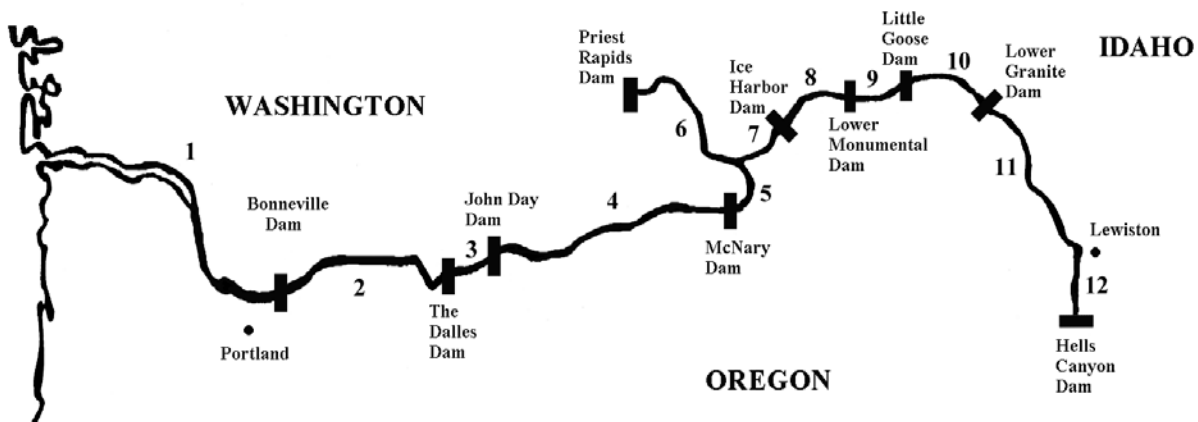 Priest
Rapids
Dam
Little
Goose
Dam
IDAHO
Lower
Granite
Dam
Ice
Harbor
Dam
WASHINGTON
6
7
8
9
10
Lower
Monumental
Dam
1
11
Bonneville
Dam
John Day
Dam
4
5
McNary
Dam
Lewiston
2
3
12
The
Dalles
Dam
Portland
Hells
Canyon
Dam
OREGON